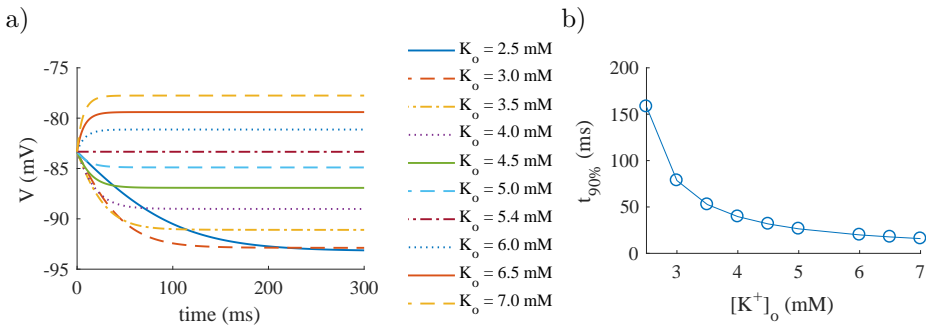 a)
V (mV)
-75
-80
-85
-90
-95
0
100
200
300
time (ms)
K_o = 2.5 mM
K_o = 3.0 mM
K_o = 3.5 mM
K_o = 4.0 mM
K_o = 4.5 mM
K_o = 5.0 mM
K_o = 5.4 mM
K_o = 6.0 mM
K_o = 6.5 mM
K_o = 7.0 mM
b)
t_90% (ms)
200
150
100
50
0
3
4
5
6
7
[K⁺]_o (mM)